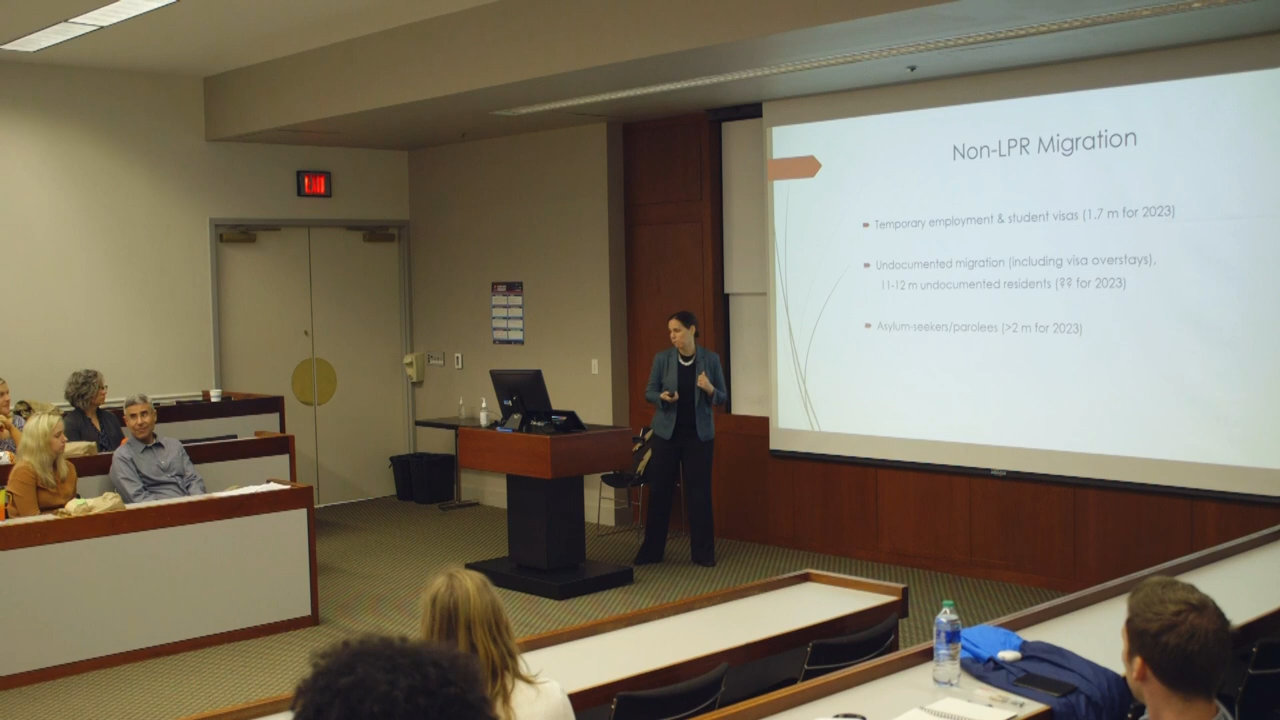 EXIT
Non-LPR Migration
Temporary employment & student visas (1.7 m for 2023)
Undocumented migration (including visa overstays),
11-12 m undocumented residents (?? for 2023)
Asylum-seekers/parolees (>2 m for 2023)